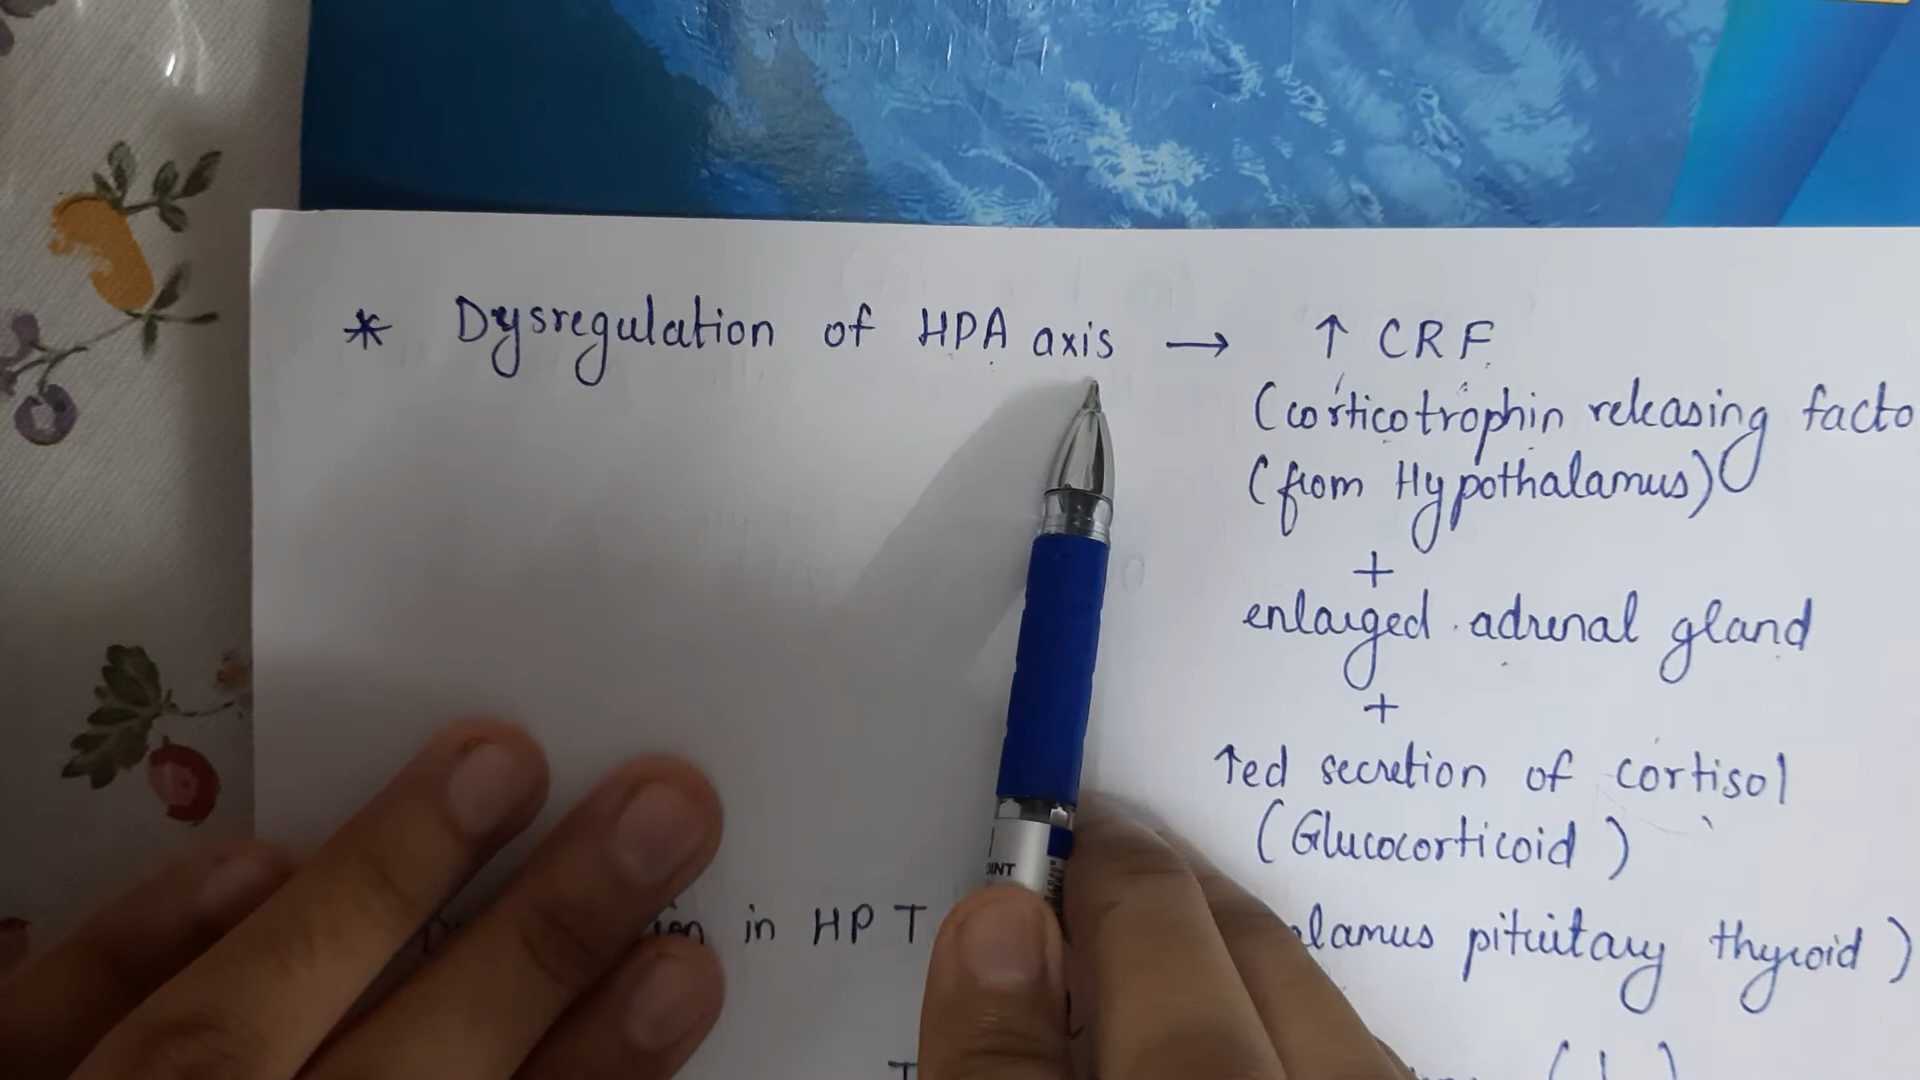 * Dysregulation of HPA axis → ↑ CRF
(corticotrophin releasing facto
(from Hypothalamus)
+
enlarged adrenal gland
+
↑ed secretion of cortisol
(Glucocorticoid)
in HPT lamus pituitary thyroid)